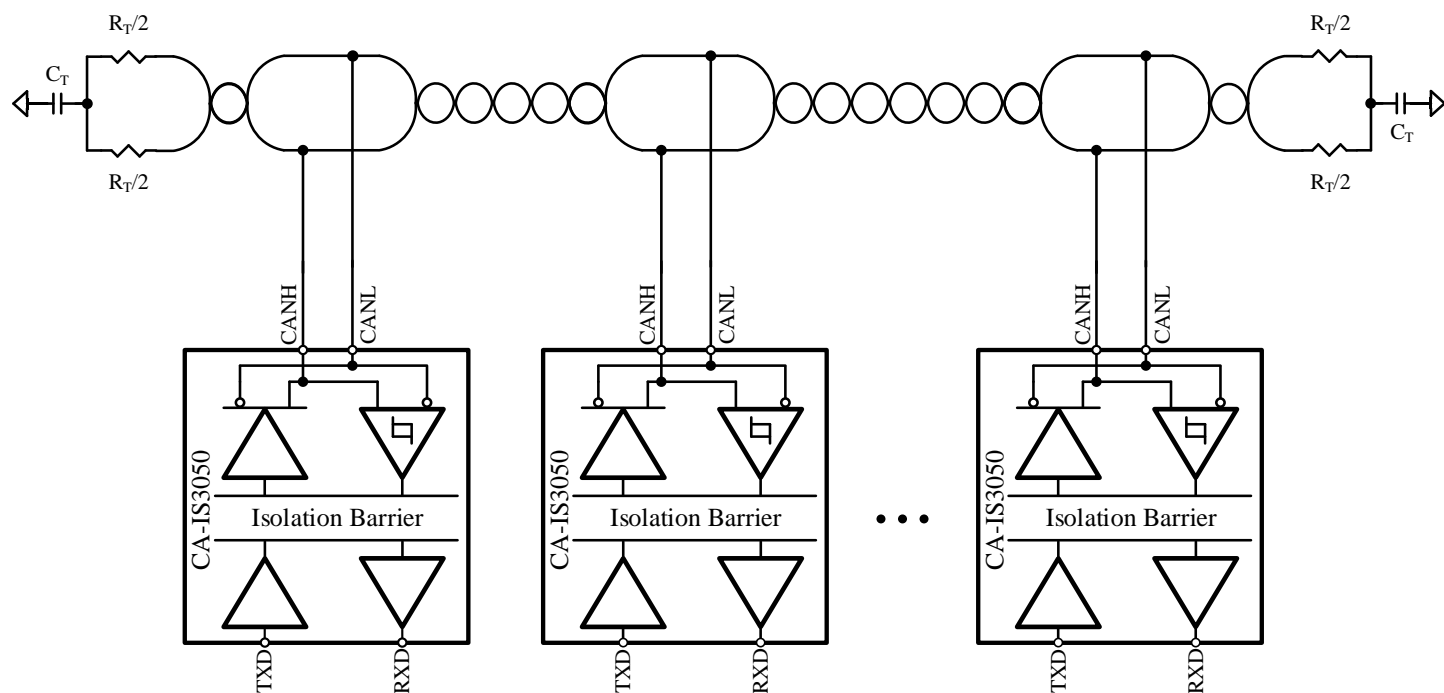 R_T/2
R_T/2
C_T
C_T
R_T/2
R_T/2
CANH
CANL
CANH
CANL
CANH
CANL
CA-IS3050
Isolation Barrier
CA-IS3050
Isolation Barrier
CA-IS3050
Isolation Barrier
TXD
RXD
TXD
RXD
TXD
RXD